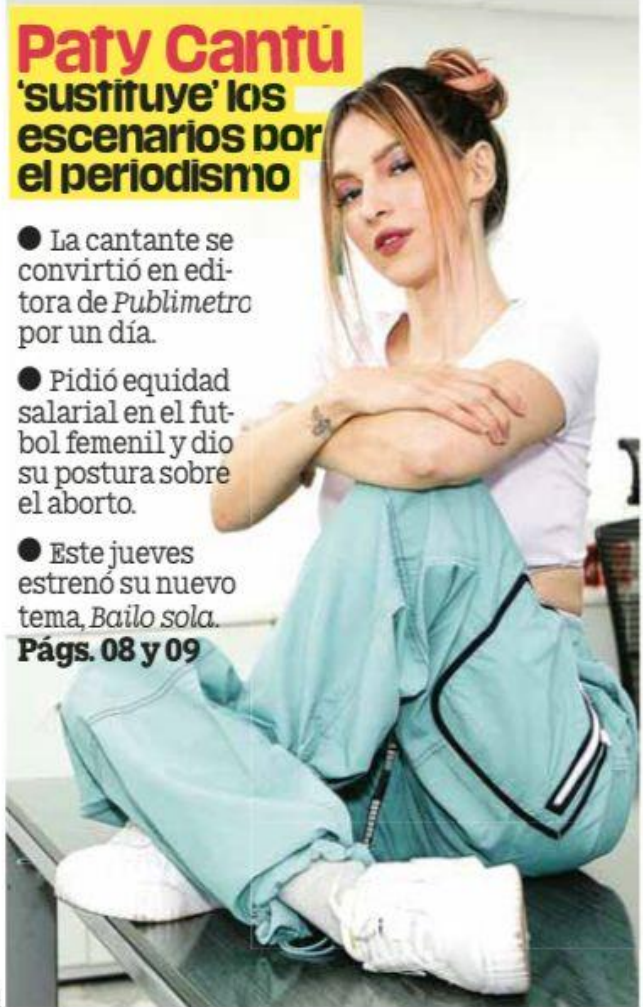 Paty Cantú
'sustituye' los
escenarios por
el periodismo
● La cantante se
convirtió en edi-
tora de Publimetro
por un día.
● Pidió equidad
salarial en el fut-
bol femenil y dio
su postura sobre
el aborto.
● Este jueves
estrenó su nuevo
tema, Bailo sola.
Págs. 08 y 09